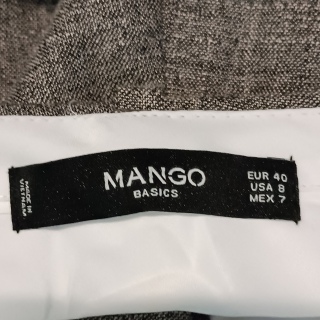 MADE IN
VIETNAM
MANGO
BASICS
EUR 40
USA 8
MEX 7